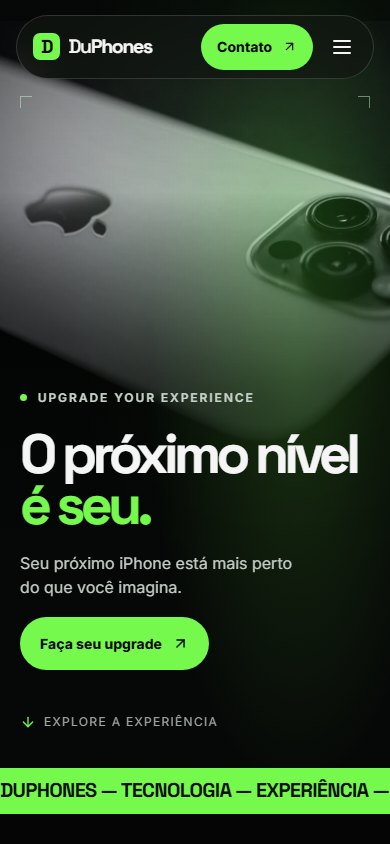 D DuPhones
Contato
UPGRADE YOUR EXPERIENCE
O próximo nível
é seu.
Seu próximo iPhone está mais perto
do que você imagina.
Faça seu upgrade
EXPLORE A EXPERIÊNCIA
DUPHONES — TECNOLOGIA — EXPERIÊNCIA —